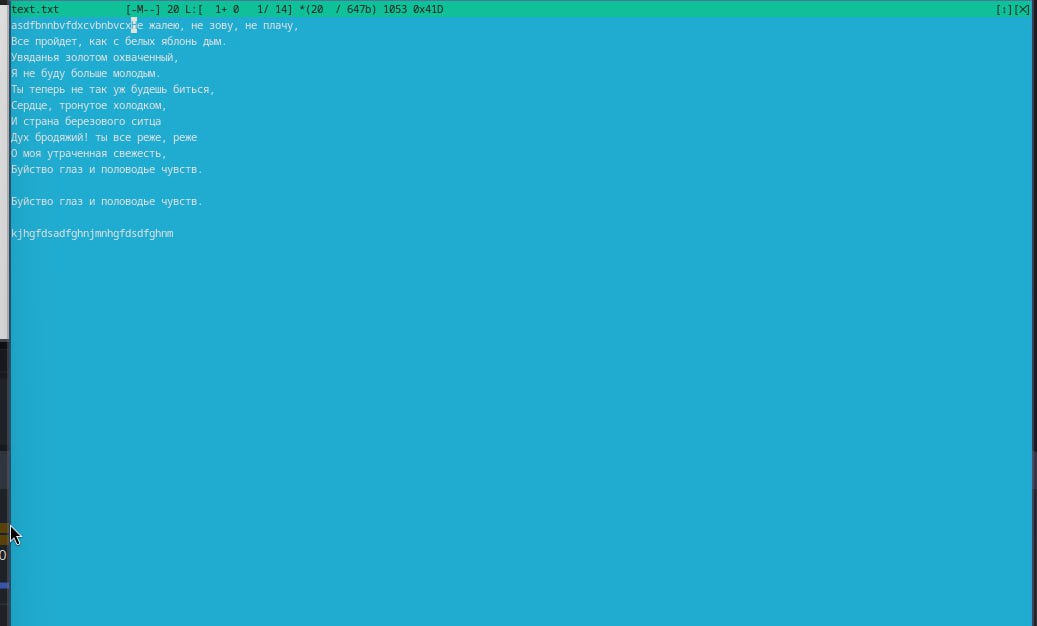 text.txt [-M--] 20 L:[ 1+ 0 1/ 14] *(20 / 647b) 1053 0x41D [↕][X]
asdfbnnbvfdxcvbnbvcxНе жалею, не зову, не плачу,
Все пройдет, как с белых яблонь дым.
Увяданья золотом охваченный,
Я не буду больше молодым.
Ты теперь не так уж будешь биться,
Сердце, тронутое холодком,
И страна березового ситца
Дух бродяжий! ты все реже, реже
О моя утраченная свежесть,
Буйство глаз и половодье чувств.
Буйство глаз и половодье чувств.
kjhgfdsadfghnjmnhgfdsdfghnm
0